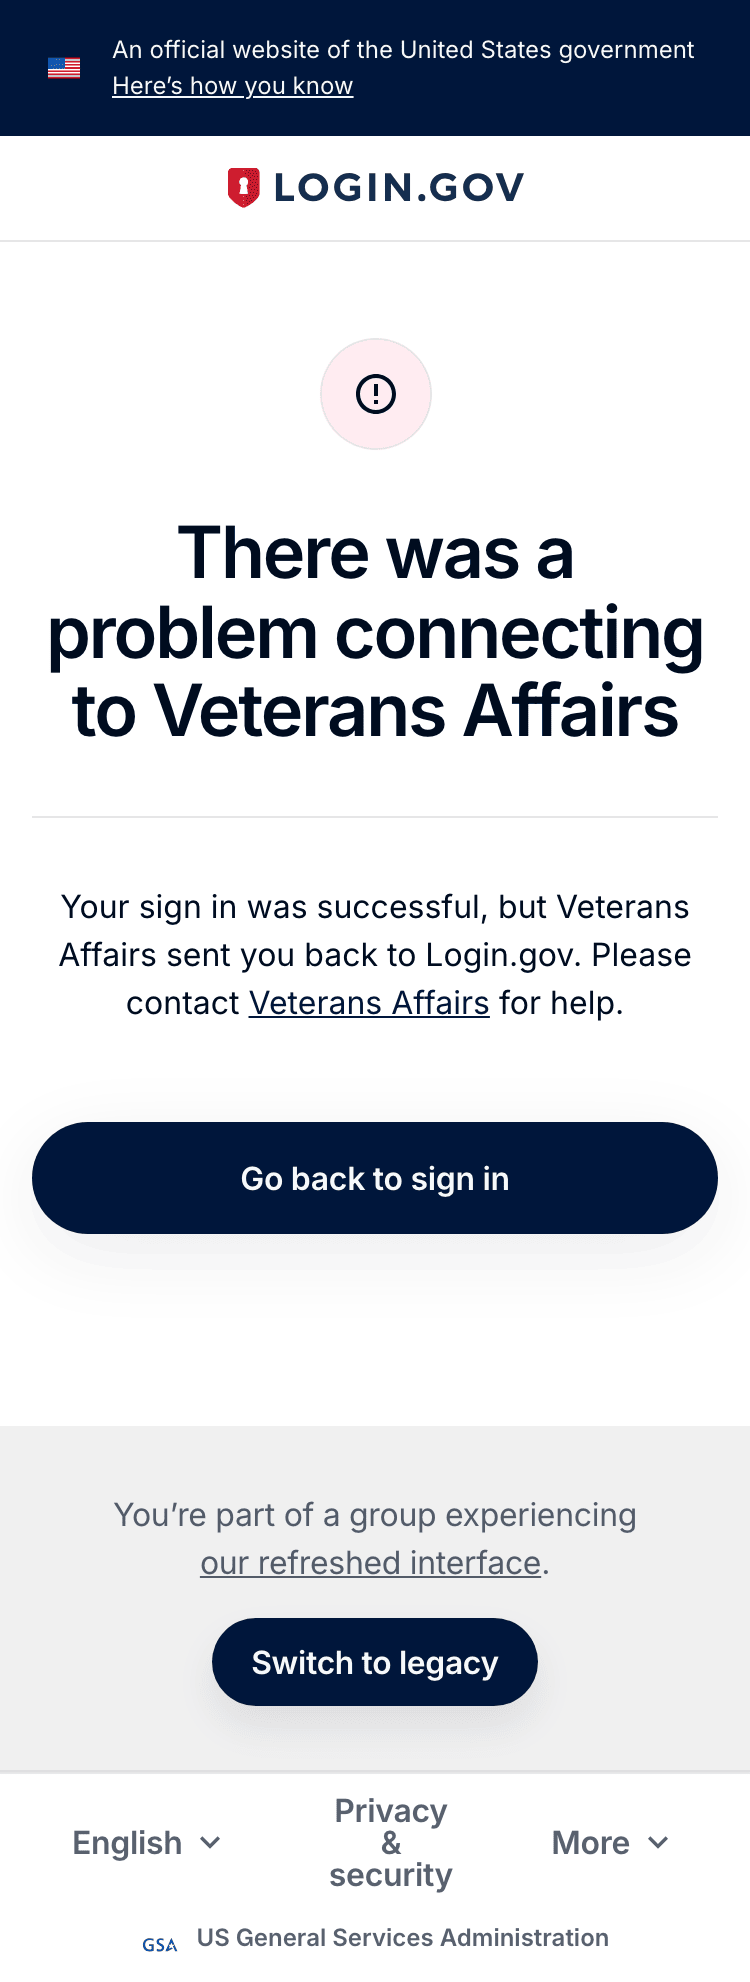 An official website of the United States government
Here’s how you know
LOGIN.GOV
There was a
problem connecting
to Veterans Affairs
Your sign in was successful, but Veterans
Affairs sent you back to Login.gov. Please
contact Veterans Affairs for help.
Go back to sign in
You’re part of a group experiencing
our refreshed interface.
Switch to legacy
English
Privacy
&
security
More
GSA US General Services Administration